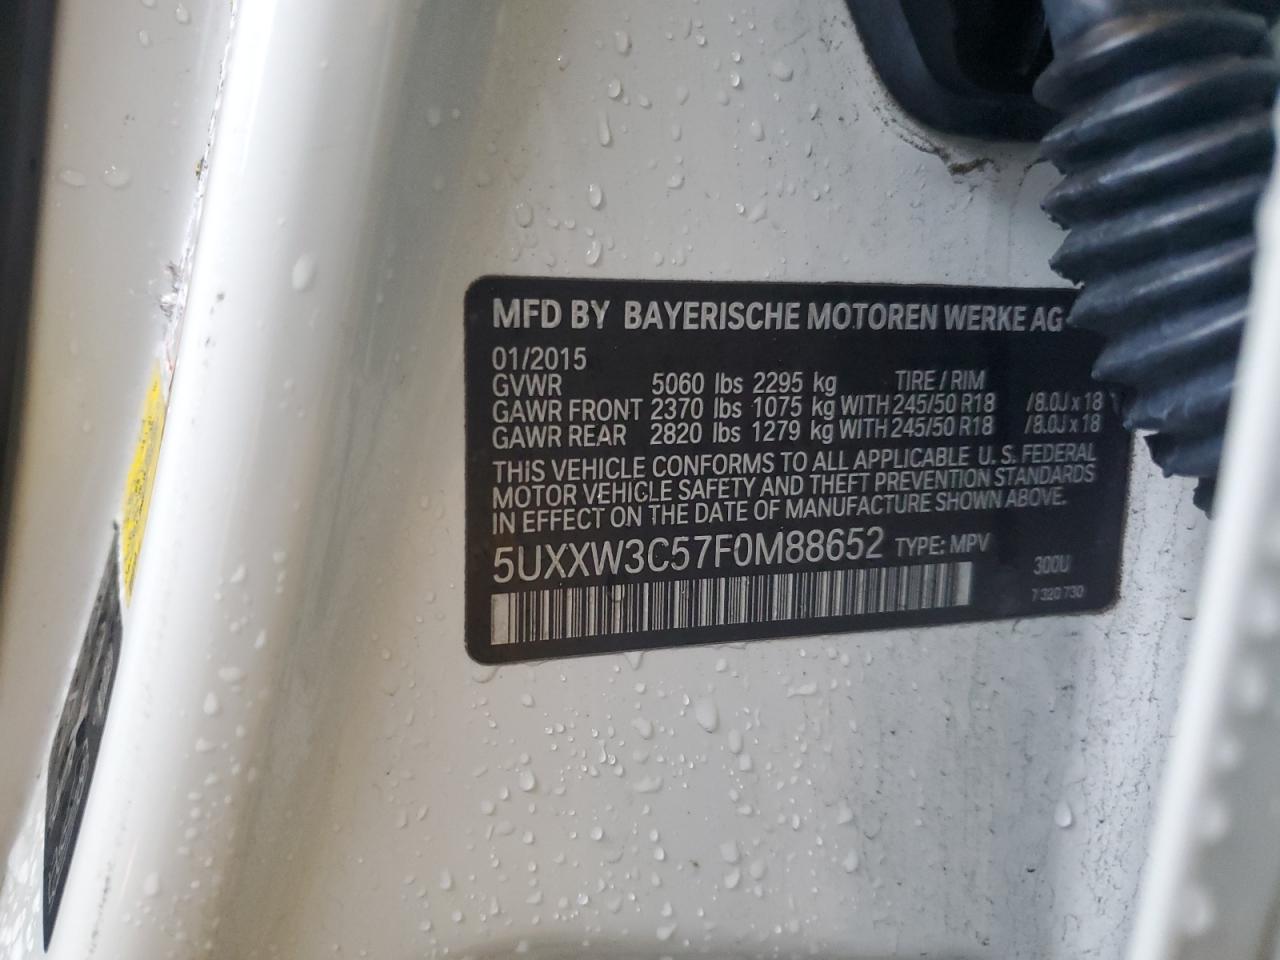 MFD BY BAYERISCHE MOTOREN WERKE AG
01/2015
GVWR 5060 lbs 2295 kg TIRE / RIM
GAWR FRONT 2370 lbs 1075 kg WITH 245/50 R18 /8.0J x 18
GAWR REAR 2820 lbs 1279 kg WITH 245/50 R18 /8.0J x 18
THIS VEHICLE CONFORMS TO ALL APPLICABLE U. S. FEDERAL
MOTOR VEHICLE SAFETY AND THEFT PREVENTION STANDARDS
IN EFFECT ON THE DATE OF MANUFACTURE SHOWN ABOVE.
5UXXW3C57F0M88652 TYPE: MPV
300U
7 320 730